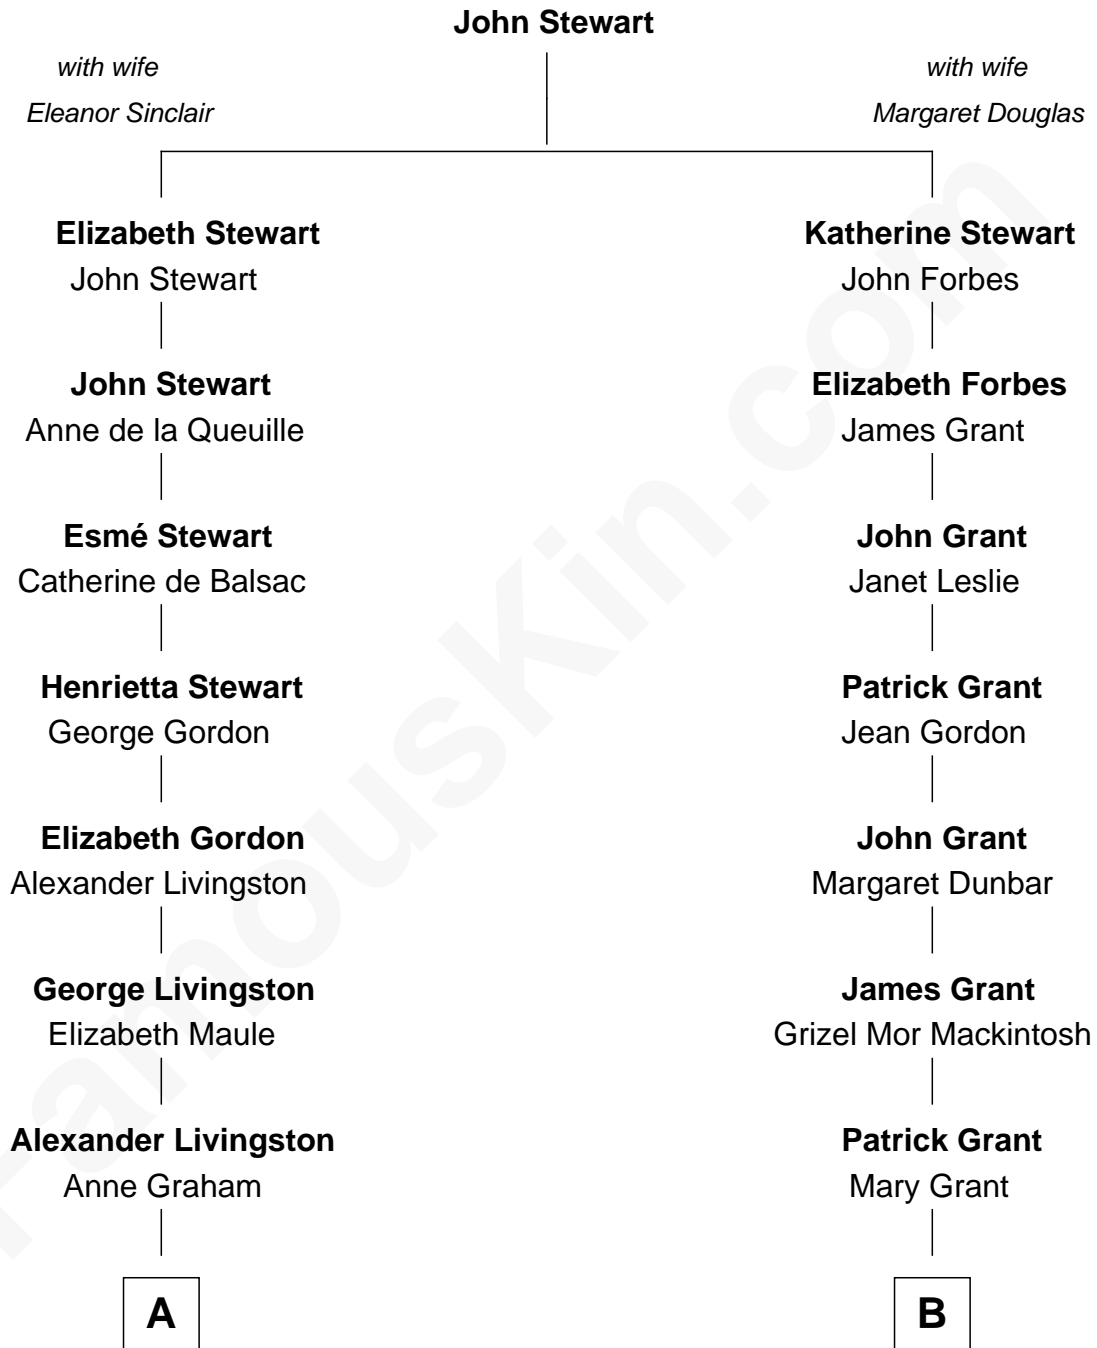 John Stewart
with wife
Eleanor Sinclair
with wife
Margaret Douglas
Elizabeth Stewart
John Stewart
Katherine Stewart
John Forbes
John Stewart
Anne de la Queuille
Elizabeth Forbes
James Grant
Esmé Stewart
Catherine de Balsac
John Grant
Janet Leslie
Henrietta Stewart
George Gordon
Patrick Grant
Jean Gordon
Elizabeth Gordon
Alexander Livingston
John Grant
Margaret Dunbar
George Livingston
Elizabeth Maule
James Grant
Grizel Mor Mackintosh
Alexander Livingston
Anne Graham
Patrick Grant
Mary Grant
A
B
FamousKin.com